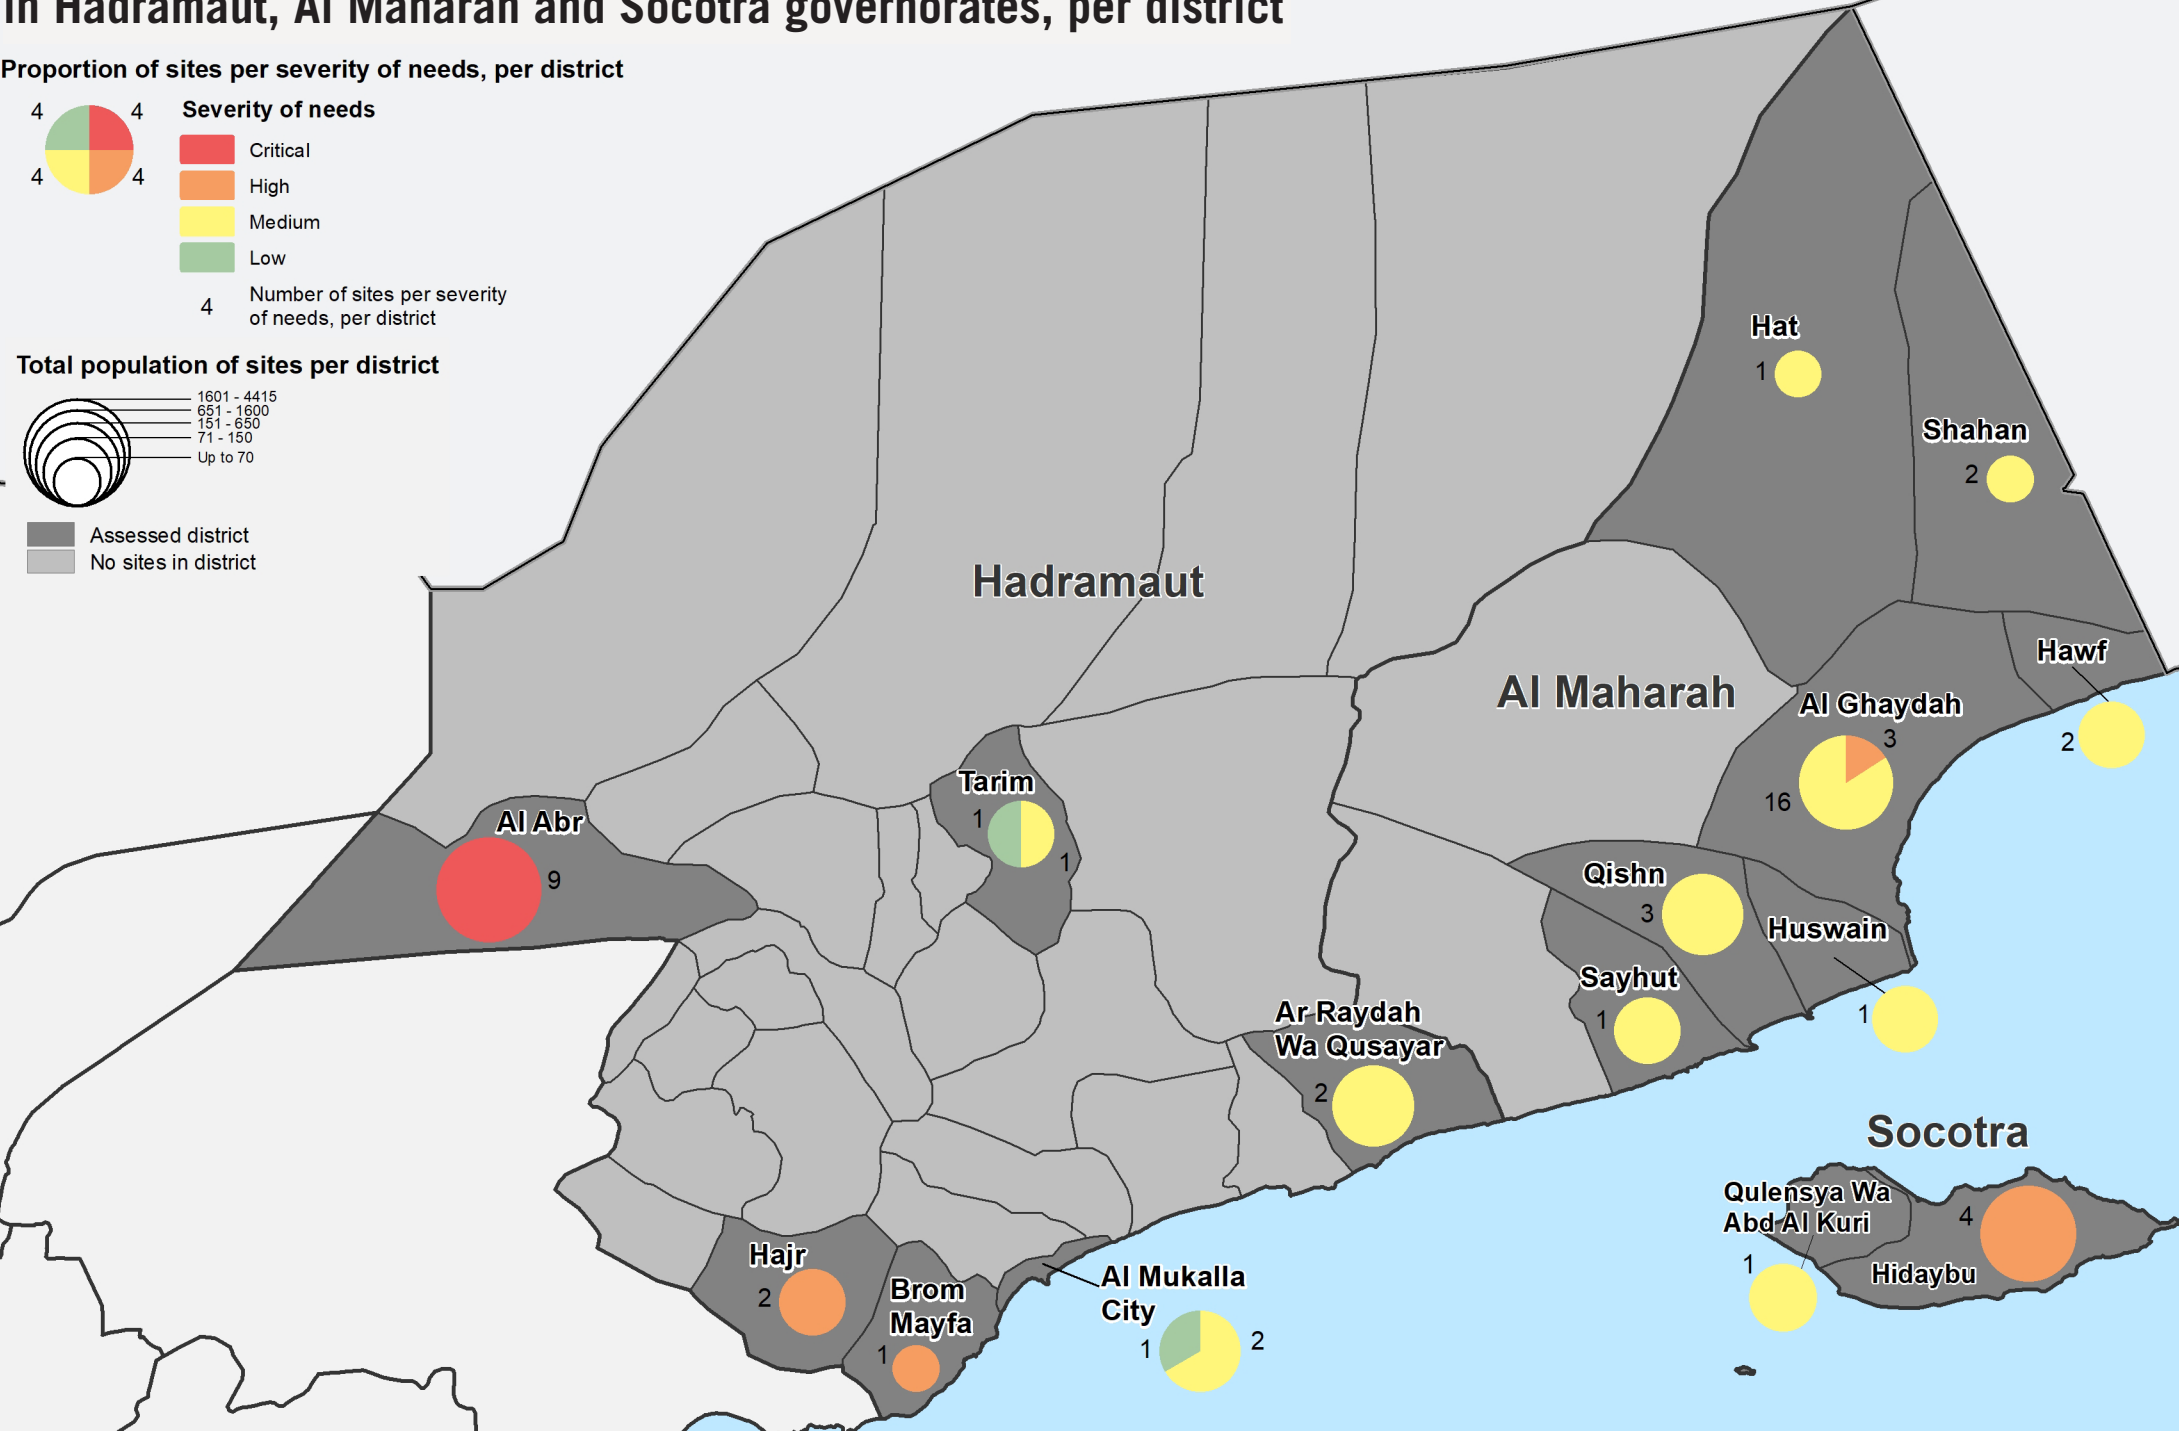 in Hadramaut, Al Maharah and Socotra governorates, per district
Proportion of sites per severity of needs, per district
4 4
4 4
Severity of needs
Critical
High
Medium
Low
4 Number of sites per severity
of needs, per district
Total population of sites per district
1601 - 4415
651 - 1600
151 - 650
71 - 150
Up to 70
Assessed district
No sites in district
Hat
1
Shahan
2
Hadramaut
Hawf
2
Al Maharah
Al Ghaydah
3
16
Tarim
1
1
Al Abr
9
Qishn
3
Huswain
1
Sayhut
1
Ar Raydah
Wa Qusayar
2
Socotra
Qulensya Wa
Abd Al Kuri
1
4
Hidaybu
Hajr
2
Brom
Mayfa
1
Al Mukalla
City
1 2